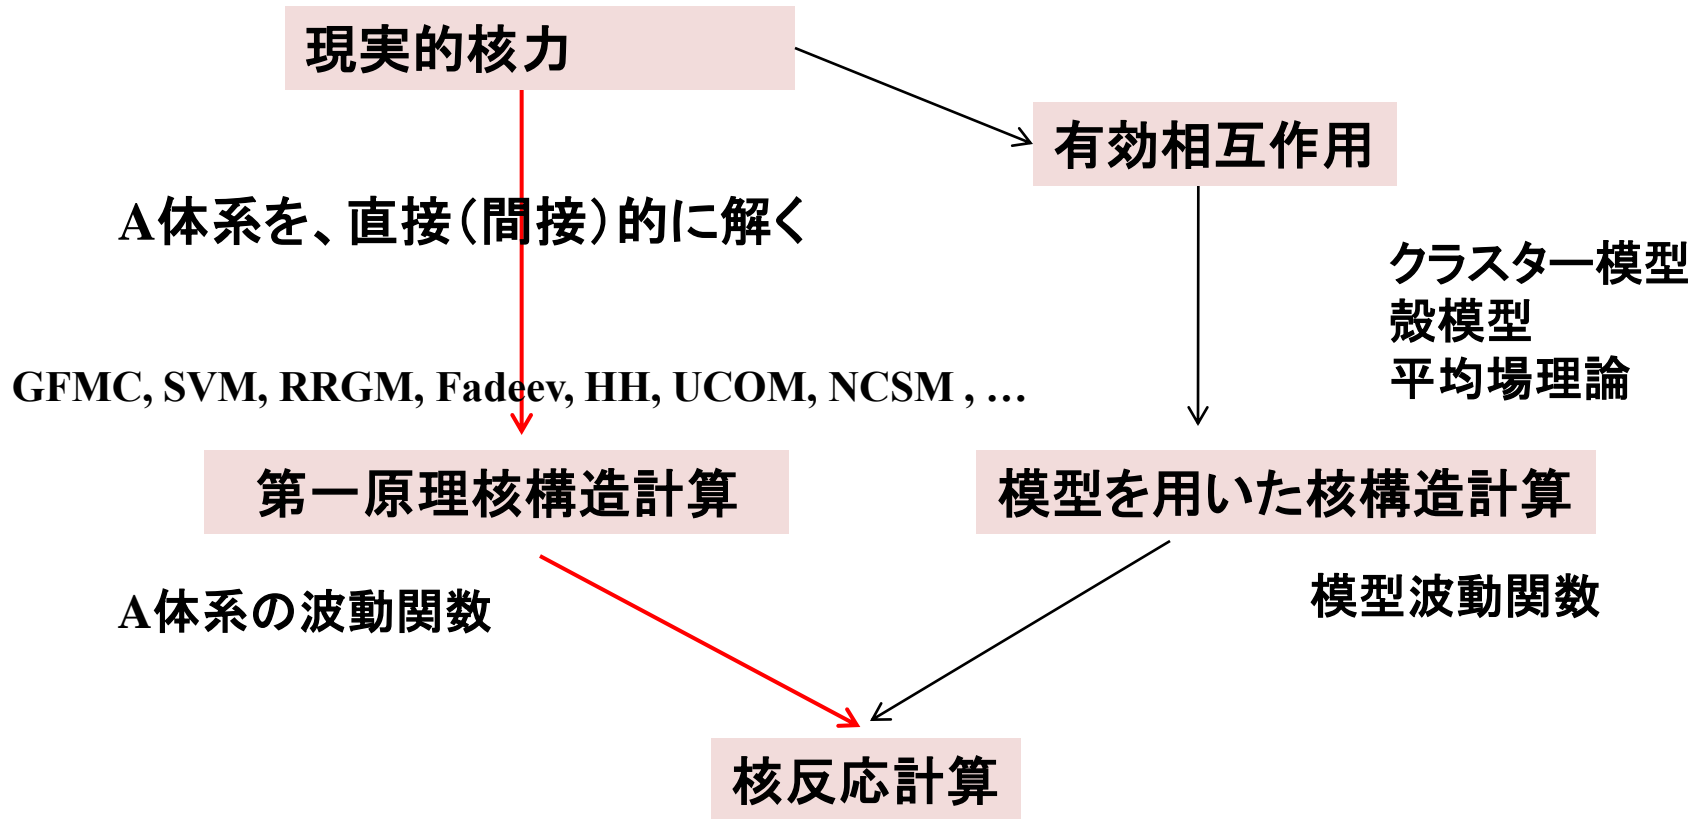 現実的核力
有効相互作用
A体系を、直接(間接)的に解く
クラスター模型
殻模型
平均場理論
GFMC, SVM, RRGM, Fadeev, HH, UCOM, NCSM , …
第一原理核構造計算
模型を用いた核構造計算
A体系の波動関数
模型波動関数
核反応計算